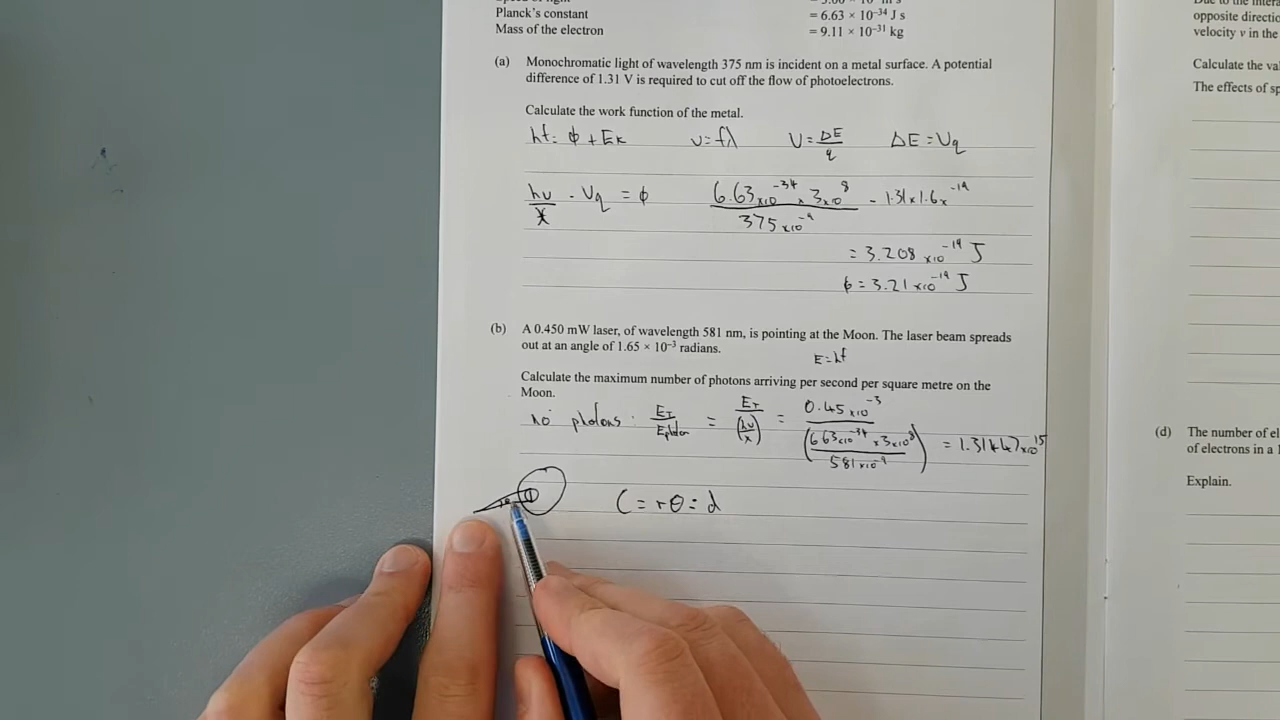 Planck's constant = 6.63 × 10⁻³⁴ J s
Mass of the electron = 9.11 × 10⁻³¹ kg
(a) Monochromatic light of wavelength 375 nm is incident on a metal surface. A potential
difference of 1.31 V is required to cut off the flow of photoelectrons.
Calculate the work function of the metal.
hf = ϕ + Ek v = fλ V = ΔE/q ΔE = Vq
hv/λ - Vq = ϕ 6.63×10⁻³⁴ × 3×10⁸ / 375×10⁻⁹ - 1.31×1.6×⁻¹⁹
= 3.208×10⁻¹⁹ J
ϕ = 3.21×10⁻¹⁹ J
(b) A 0.450 mW laser, of wavelength 581 nm, is pointing at the Moon. The laser beam spreads
out at an angle of 1.65 × 10⁻³ radians.
E=hf
Calculate the maximum number of photons arriving per second per square metre on the
Moon.
no photons: ET/Ephoton = ET/(hv/λ) = 0.45×10⁻³/(6.63×10⁻³⁴×3×10⁸/581×10⁻⁹) = 1.31447×10¹⁵
C = rθ = d
opposite directio
velocity v in the
Calculate the va
The effects of sp
(d) The number of el
of electrons in a
Explain.